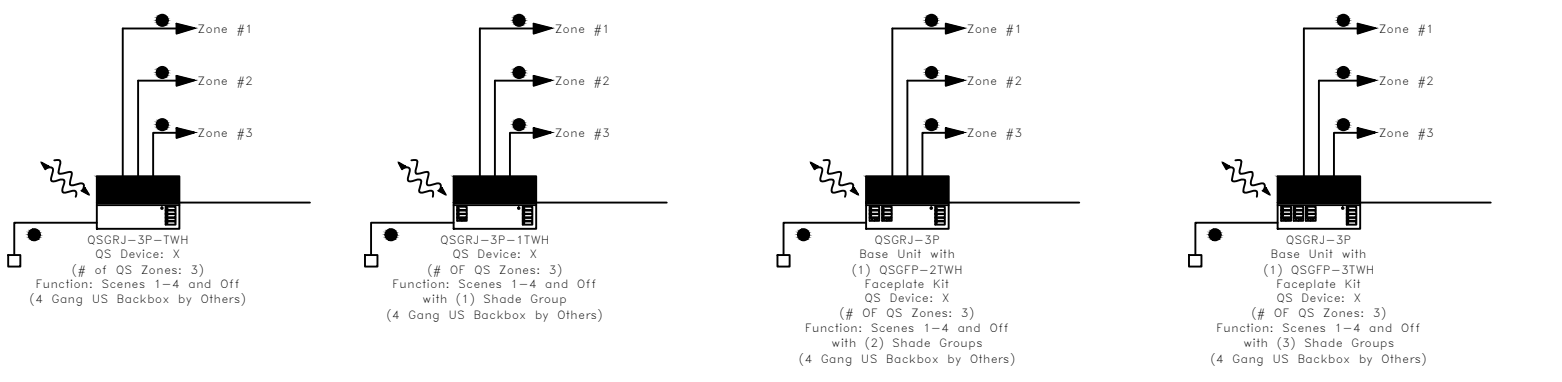 Zone #1
Zone #2
Zone #3
QSGRJ-3P-TWH
QS Device: X
(# of QS Zones: 3)
Function: Scenes 1-4 and Off
(4 Gang US Backbox by Others)
Zone #1
Zone #2
Zone #3
QSGRJ-3P-1TWH
QS Device: X
(# OF QS Zones: 3)
Function: Scenes 1-4 and Off
with (1) Shade Group
(4 Gang US Backbox by Others)
Zone #1
Zone #2
Zone #3
QSGRJ-3P
Base Unit with
(1) QSGFP-2TWH
Faceplate Kit
QS Device: X
(# OF QS Zones: 3)
Function: Scenes 1-4 and Off
with (2) Shade Groups
(4 Gang US Backbox by Others)
Zone #1
Zone #2
Zone #3
QSGRJ-3P
Base Unit with
(1) QSGFP-3TWH
Faceplate Kit
QS Device: X
(# OF QS Zones: 3)
Function: Scenes 1-4 and Off
with (3) Shade Groups
(4 Gang US Backbox by Others)